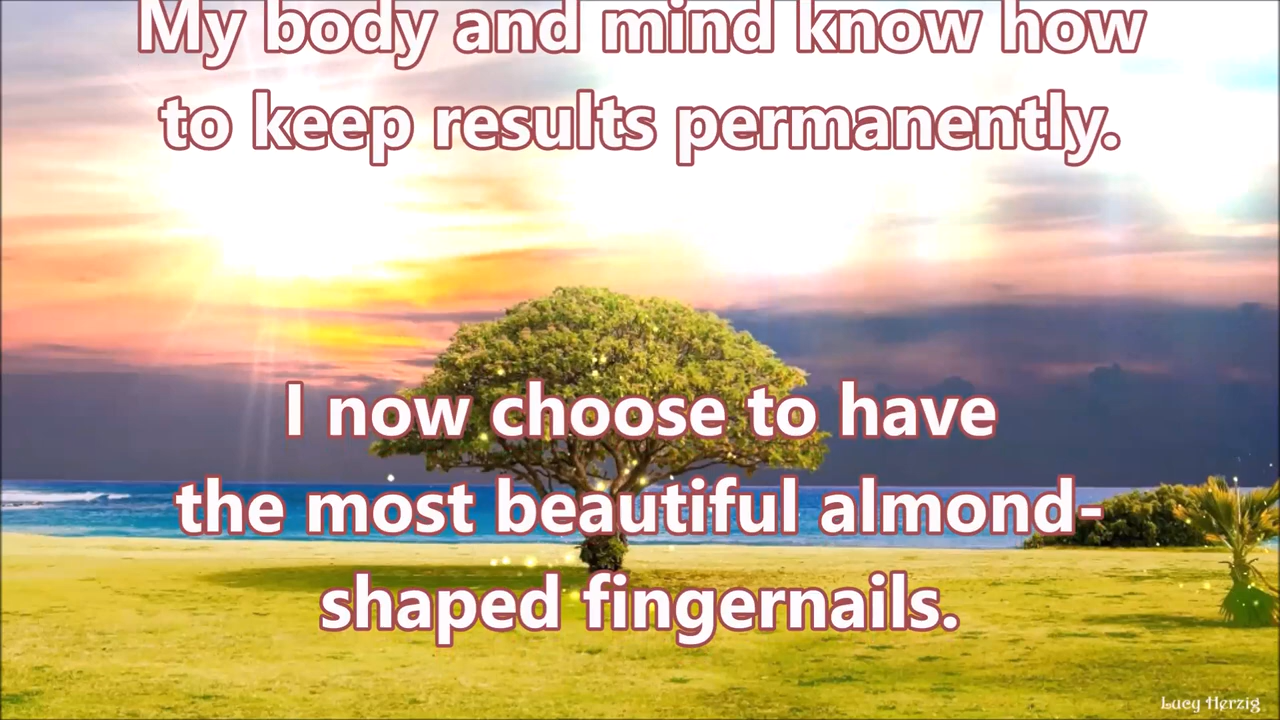 My body and mind know how
to keep results permanently.
I now choose to have
the most beautiful almond-
shaped fingernails.
Lucy Herzig